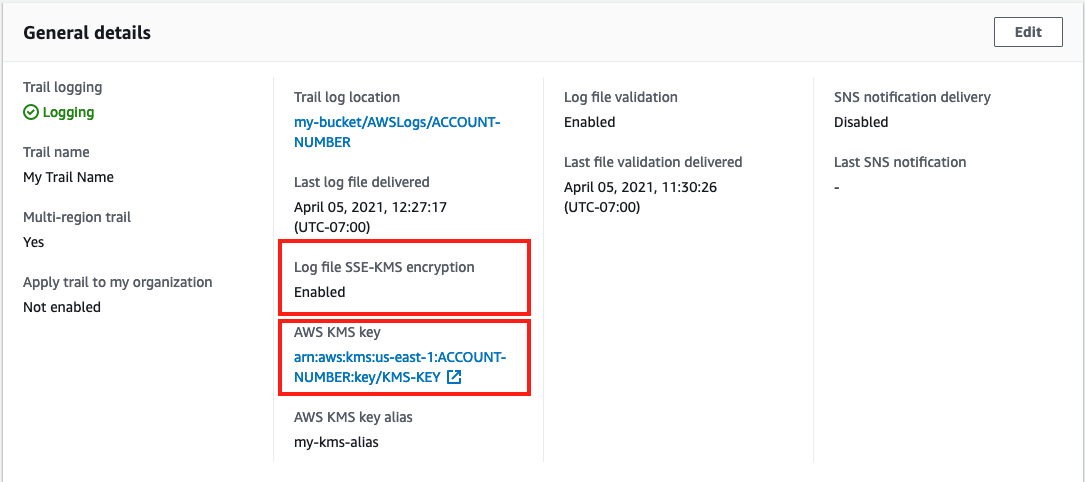 General details
Edit
Trail logging
Logging
Trail name
My Trail Name
Multi-region trail
Yes
Apply trail to my organization
Not enabled
Trail log location
my-bucket/AWSLogs/ACCOUNT-
NUMBER
Last log file delivered
April 05, 2021, 12:27:17
(UTC-07:00)
Log file SSE-KMS encryption
Enabled
AWS KMS key
arn:aws:kms:us-east-1:ACCOUNT-
NUMBER:key/KMS-KEY
AWS KMS key alias
my-kms-alias
Log file validation
Enabled
Last file validation delivered
April 05, 2021, 11:30:26
(UTC-07:00)
SNS notification delivery
Disabled
Last SNS notification
-